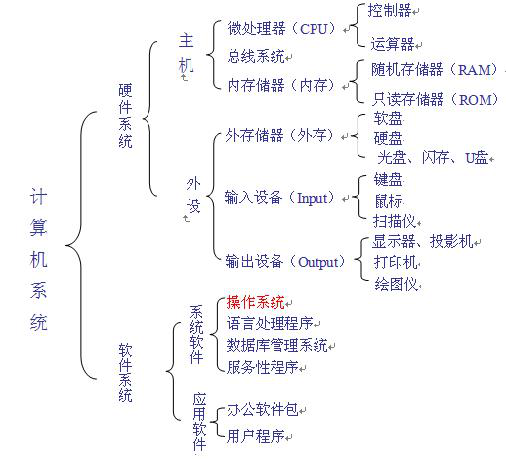 计算机系统
硬件系统
主机
微处理器（CPU）
控制器
运算器
总线系统
内存储器（内存）
随机存储器（RAM）
只读存储器（ROM）
外设
外存储器（外存）
软盘
硬盘
光盘、闪存、U盘
输入设备（Input）
键盘
鼠标
扫描仪
输出设备（Output）
显示器、投影机
打印机
绘图仪
软件系统
系统软件
操作系统
语言处理程序
数据库管理系统
服务性程序
应用软件
办公软件包
用户程序